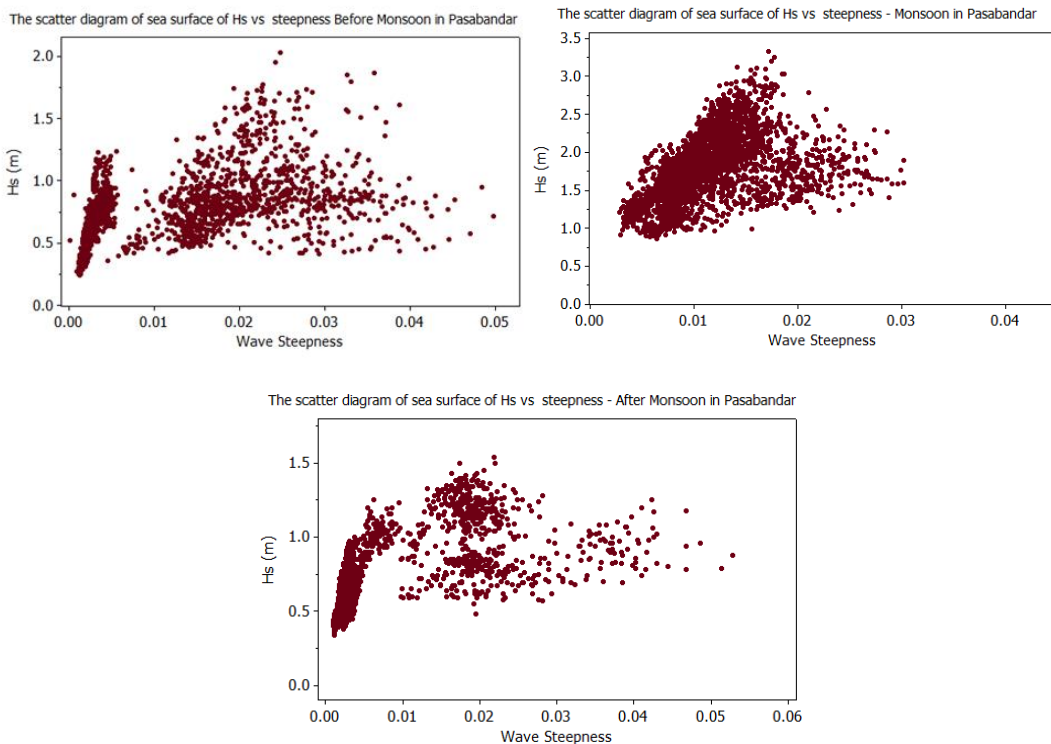 The scatter diagram of sea surface of Hs vs steepness Before Monsoon in Pasabandar
2.0
1.5
1.0
0.5
0.0
Hs (m)
0.00 0.01 0.02 0.03 0.04 0.05
Wave Steepness
The scatter diagram of sea surface of Hs vs steepness - Monsoon in Pasabandar
3.5
3.0
2.5
2.0
1.5
1.0
0.5
0.0
Hs (m)
0.00 0.01 0.02 0.03 0.04
Wave Steepness
The scatter diagram of sea surface of Hs vs steepness - After Monsoon in Pasabandar
1.5
1.0
0.5
0.0
Hs (m)
0.00 0.01 0.02 0.03 0.04 0.05 0.06
Wave Steepness